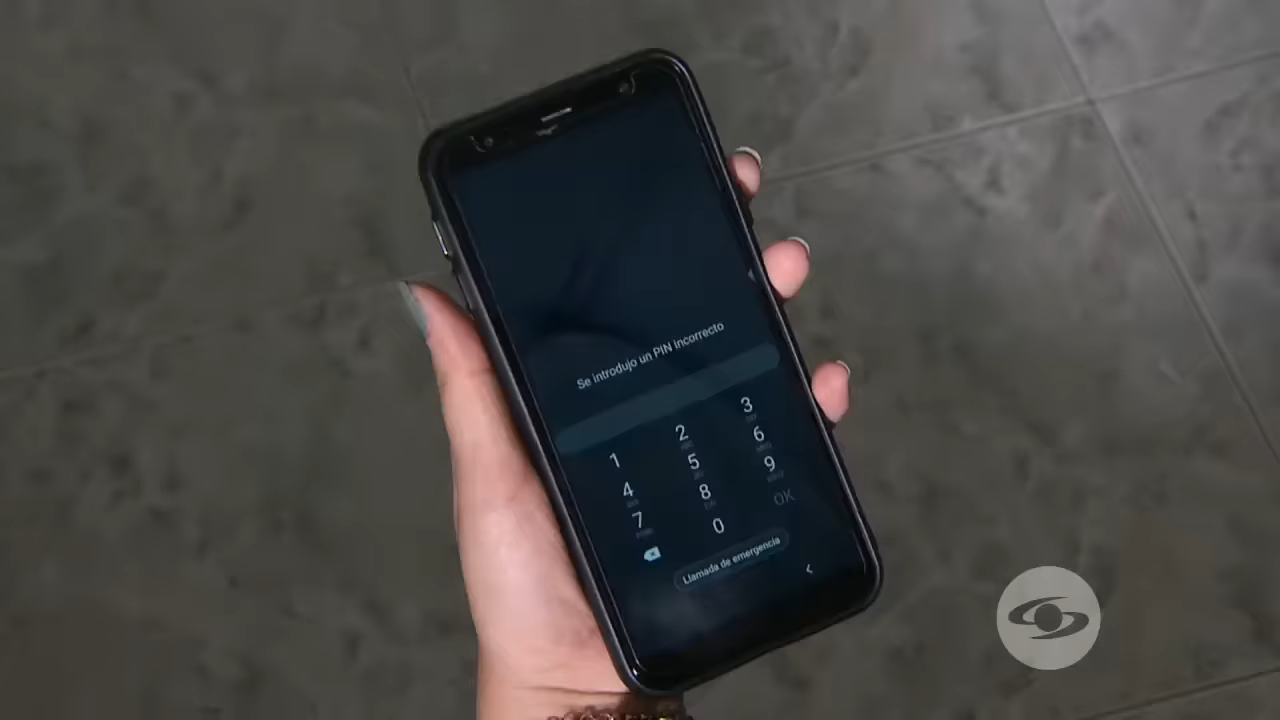 Se introdujo un PIN incorrecto
1 2 3
4 5 6
7 8 9
0 OK
Llamada de emergencia